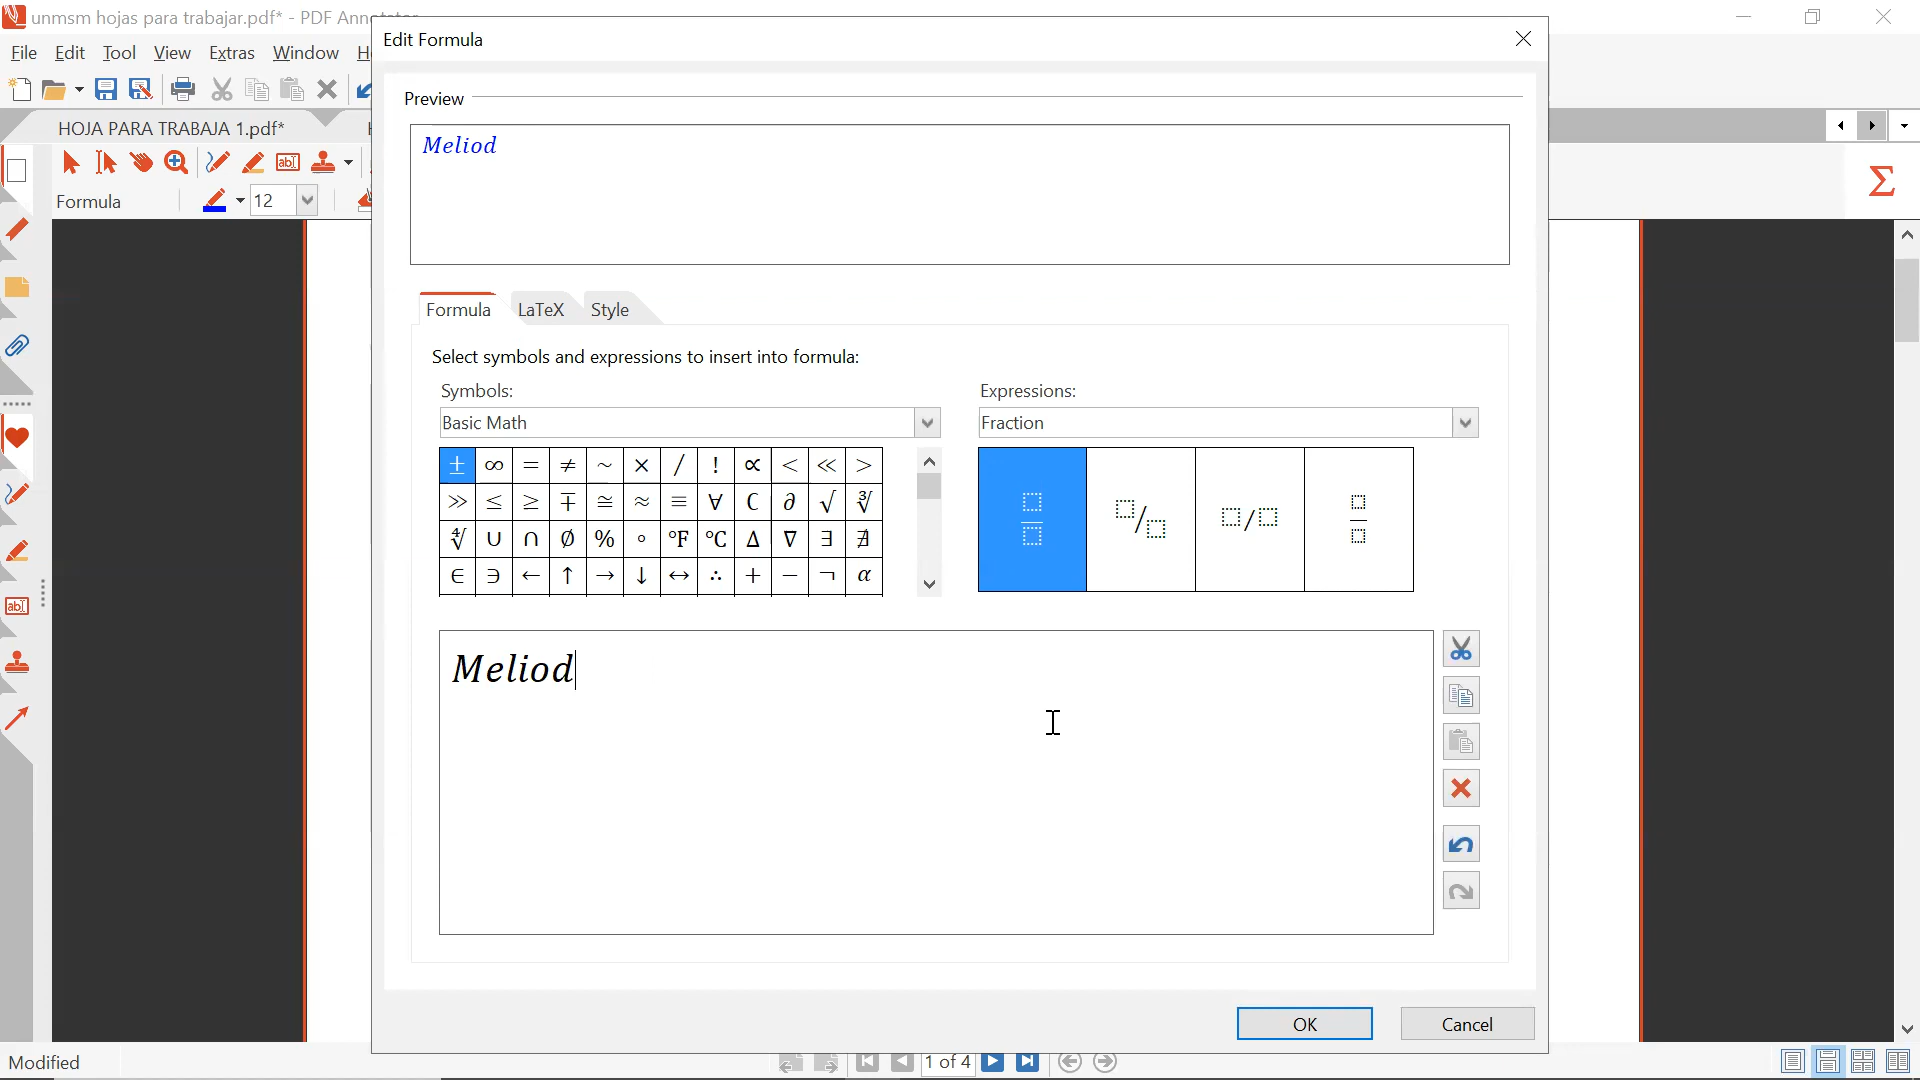 unmsm hojas para trabajar.pdf* - PDF Annotator
Edit Formula
File Edit Tool View Extras Window
Preview
Meliod
HOJA PARA TRABAJA 1.pdf*
Formula 12
Formula LaTeX Style
Select symbols and expressions to insert into formula:
Symbols: Expressions:
Basic Math Fraction
± ∞ = ≠ ~ × / ! ∝ < ≪ >
≫ ≤ ≥ ∓ ≅ ≈ ≡ ∀ C ∂ √ ∛
∜ ∪ ∩ ∅ % ∘ °F °C ∆ ∇ ∃ ∄
∈ ∋ ← ↑ → ↓ ↔ ∴ + − ¬ α
Meliod
OK Cancel
Modified 1 of 4